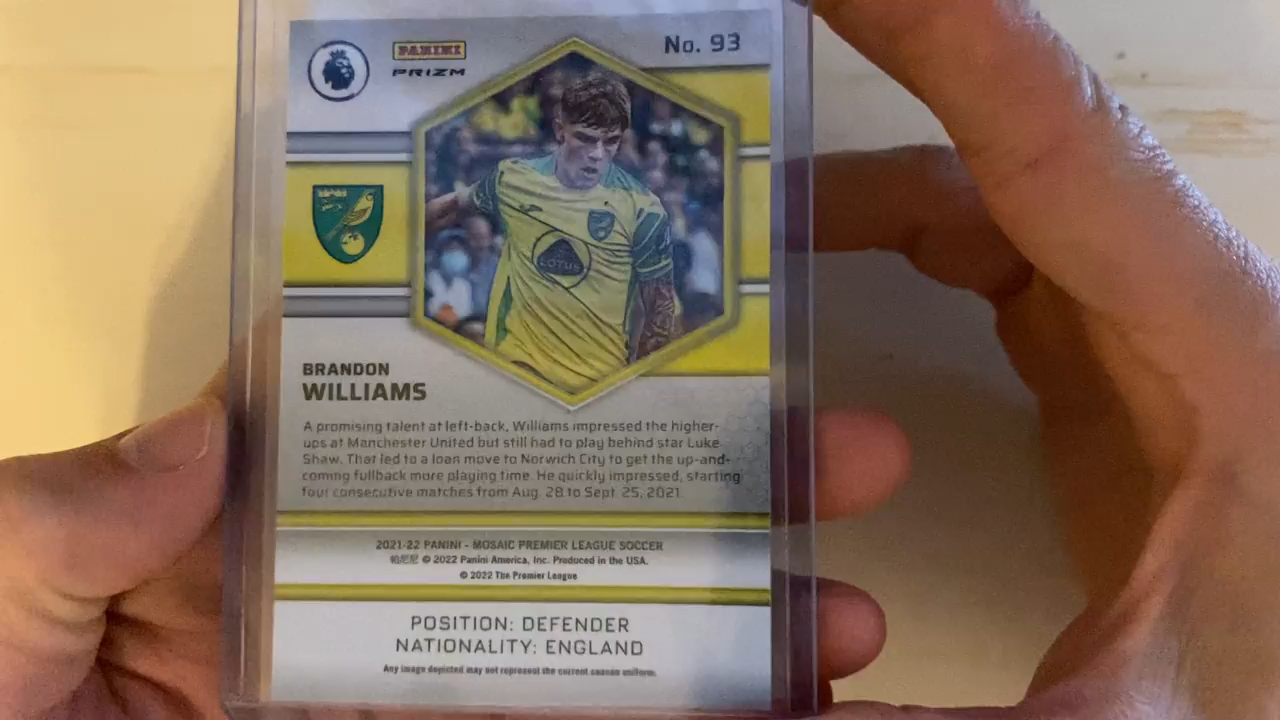 No. 93
PANINI
PRIZM
LOTUS
BRANDON
WILLIAMS
A promising talent at left-back, Williams impressed the higher-
ups at Manchester United but still had to play behind star Luke
Shaw. That led to a loan move to Norwich City to get the up-and-
coming fullback more playing time. He quickly impressed, starting
four consecutive matches from Aug. 28 to Sept. 25, 2021.
2021-22 PANINI - MOSAIC PREMIER LEAGUE SOCCER
帕尼尼 © 2022 Panini America, Inc. Produced in the USA.
© 2022 The Premier League
POSITION: DEFENDER
NATIONALITY: ENGLAND
Any image depicted may not represent the current season uniform.